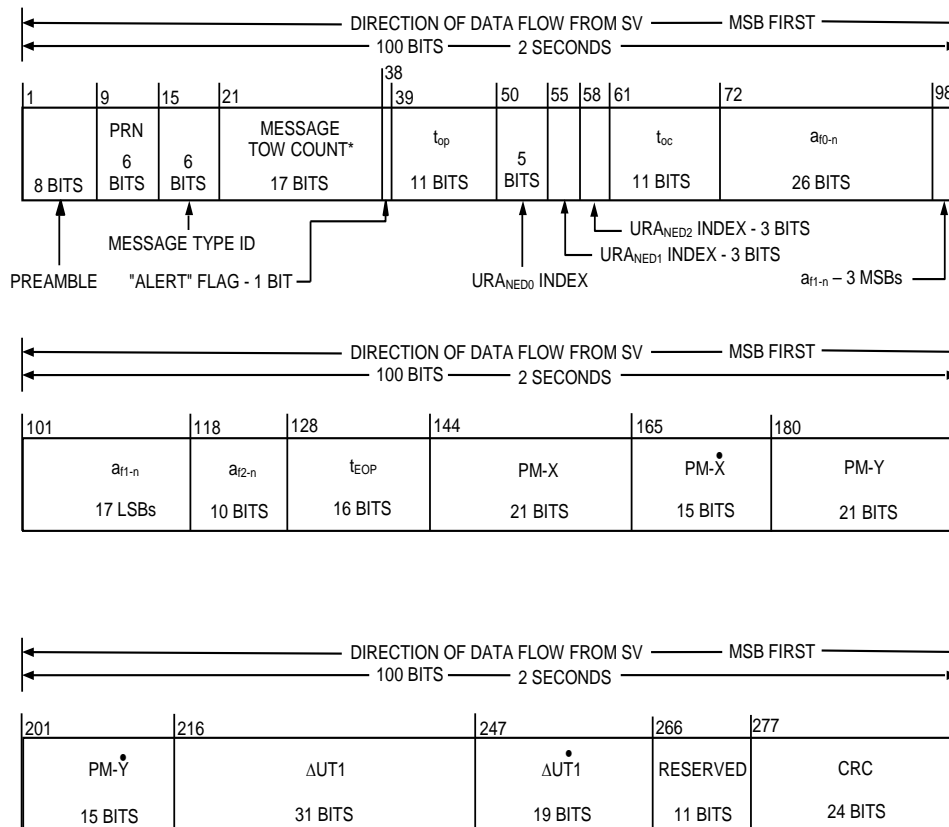 DIRECTION OF DATA FLOW FROM SV MSB FIRST
100 BITS 2 SECONDS
38
1 9 15 21 39 50 55 58 61 72 98
PRN MESSAGE t_op t_oc a_f0-n
TOW COUNT*
6 5
8 BITS BITS 6 BITS 17 BITS 11 BITS BITS 11 BITS 26 BITS
URA_NED2 INDEX - 3 BITS
MESSAGE TYPE ID URA_NED1 INDEX - 3 BITS
PREAMBLE "ALERT" FLAG - 1 BIT URA_NED0 INDEX a_f1-n – 3 MSBs
DIRECTION OF DATA FLOW FROM SV MSB FIRST
100 BITS 2 SECONDS
101 118 128 144 165 180
a_f1-n a_f2-n t_EOP PM-X PM-Ẋ PM-Y
17 LSBs 10 BITS 16 BITS 21 BITS 15 BITS 21 BITS
DIRECTION OF DATA FLOW FROM SV MSB FIRST
100 BITS 2 SECONDS
201 216 247 266 277
PM-Ẏ ΔUT1 ΔUṪ1 RESERVED CRC
15 BITS 31 BITS 19 BITS 11 BITS 24 BITS